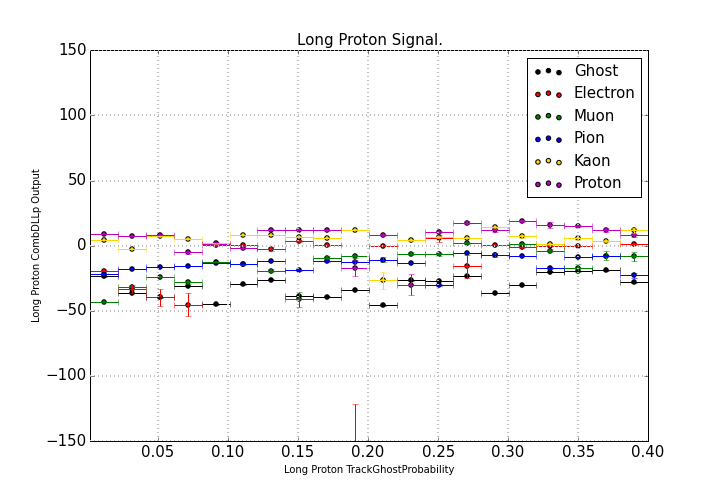 Long Proton Signal.
150
100
50
0
−50
−100
−150
0.05 0.10 0.15 0.20 0.25 0.30 0.35 0.40
Long Proton TrackGhostProbability
Long Proton CombDLLp Output
Ghost
Electron
Muon
Pion
Kaon
Proton